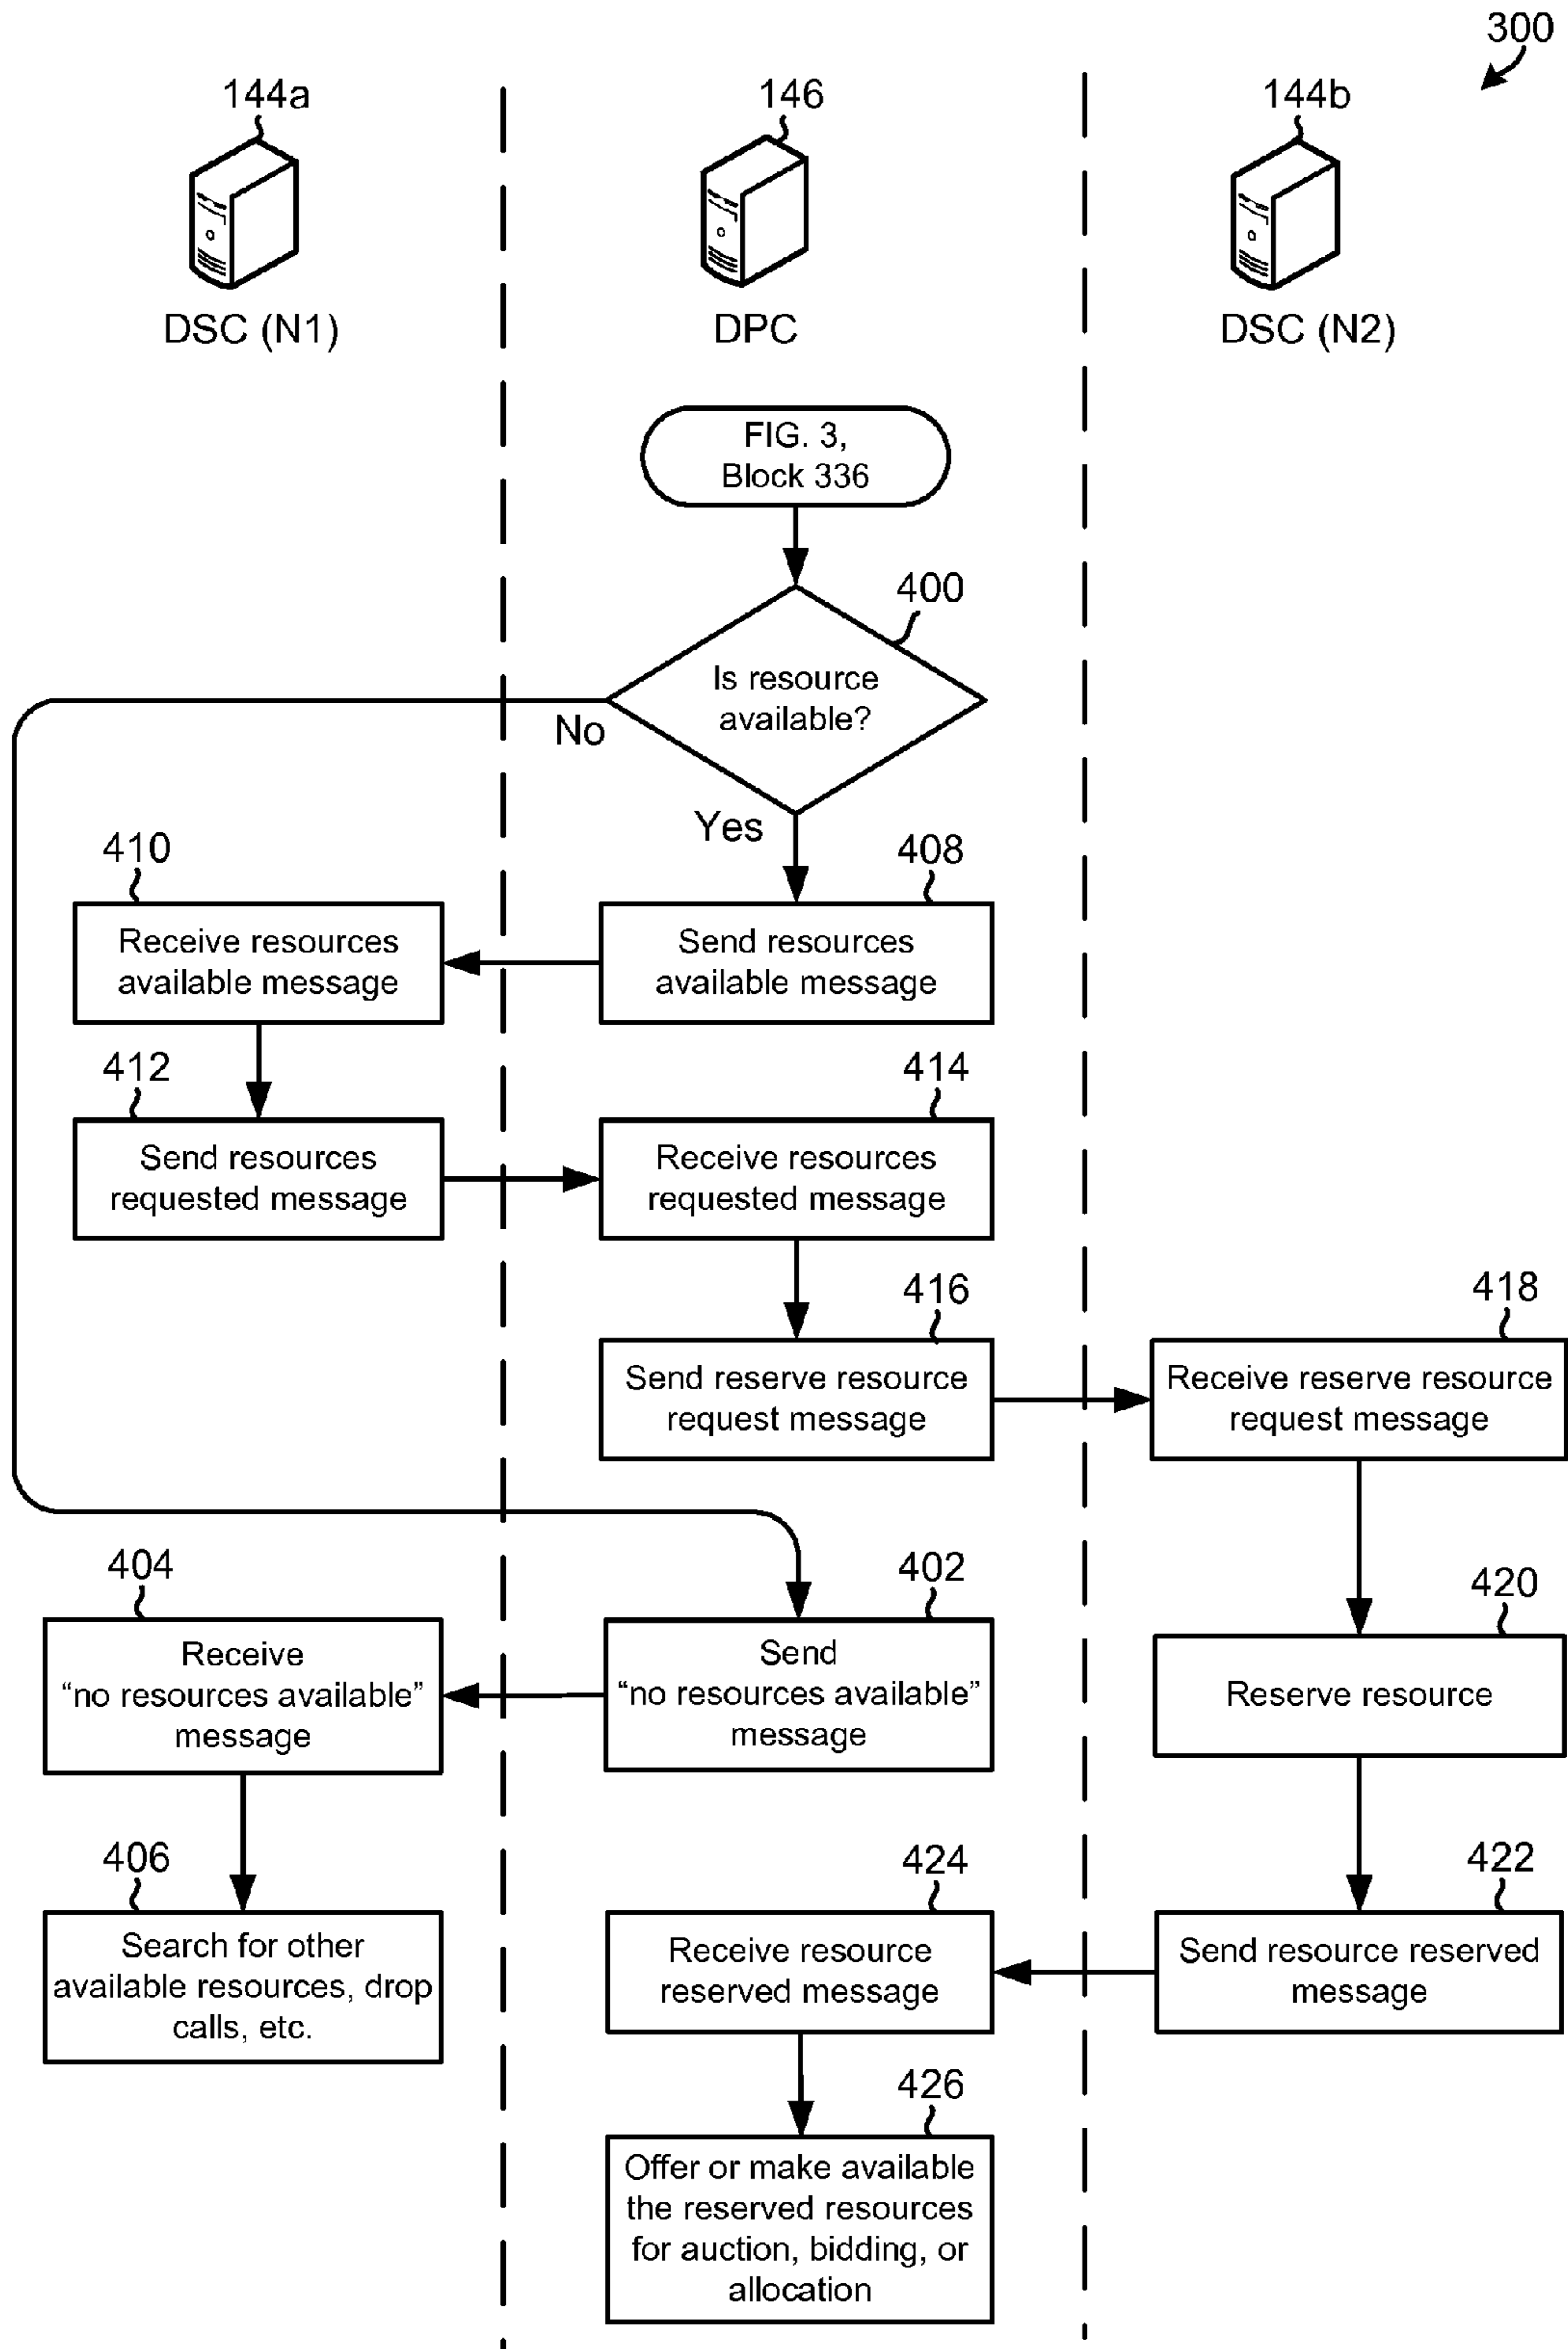 300
144a
146
144b
DSC (N1)
DPC
DSC (N2)
FIG. 3,
Block 336
400
Is resource
available?
No
Yes
410
408
Receive resources
available message
Send resources
available message
412
414
Send resources
requested message
Receive resources
requested message
416
418
Send reserve resource
request message
Receive reserve resource
request message
404
402
420
Receive
“no resources available”
message
Send
“no resources available”
message
Reserve resource
406
424
422
Search for other
available resources, drop
calls, etc.
Receive resource
reserved message
Send resource reserved
message
426
Offer or make available
the reserved resources
for auction, bidding, or
allocation